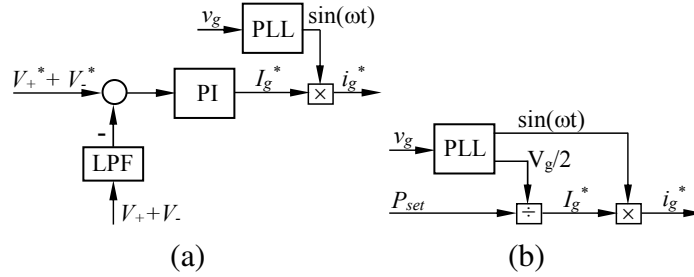 v_g
PLL
sin(ωt)
V_+^* + V_-^*
PI
I_g^*
×
i_g^*
-
LPF
V_+ + V_-
(a)
v_g
PLL
sin(ωt)
V_g/2
P_set
÷
I_g^*
×
i_g^*
(b)